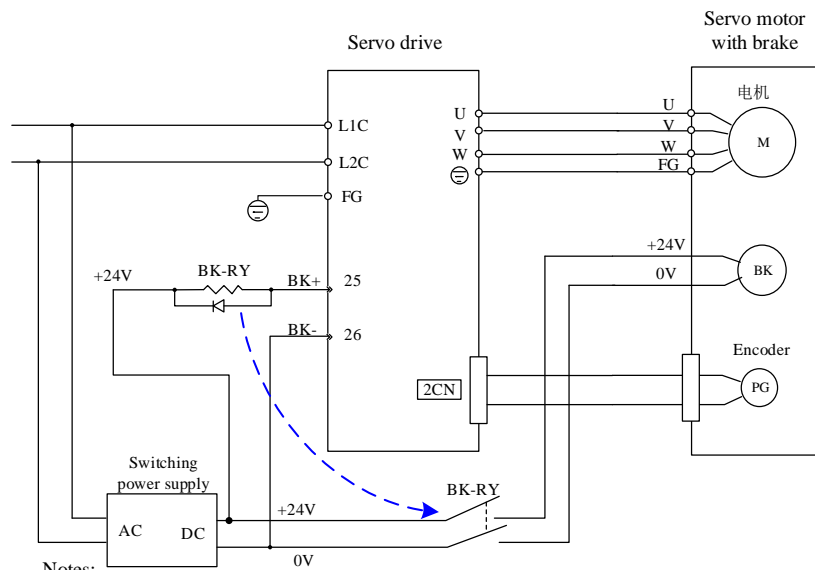 Servo motor
with brake
Servo drive
电机
L1C
L2C
FG
U
V
W
U
V
W
FG
M
+24V
BK-RY
BK+
25
BK-
26
+24V
0V
BK
Encoder
2CN
PG
Switching
power supply
AC
DC
+24V
0V
BK-RY